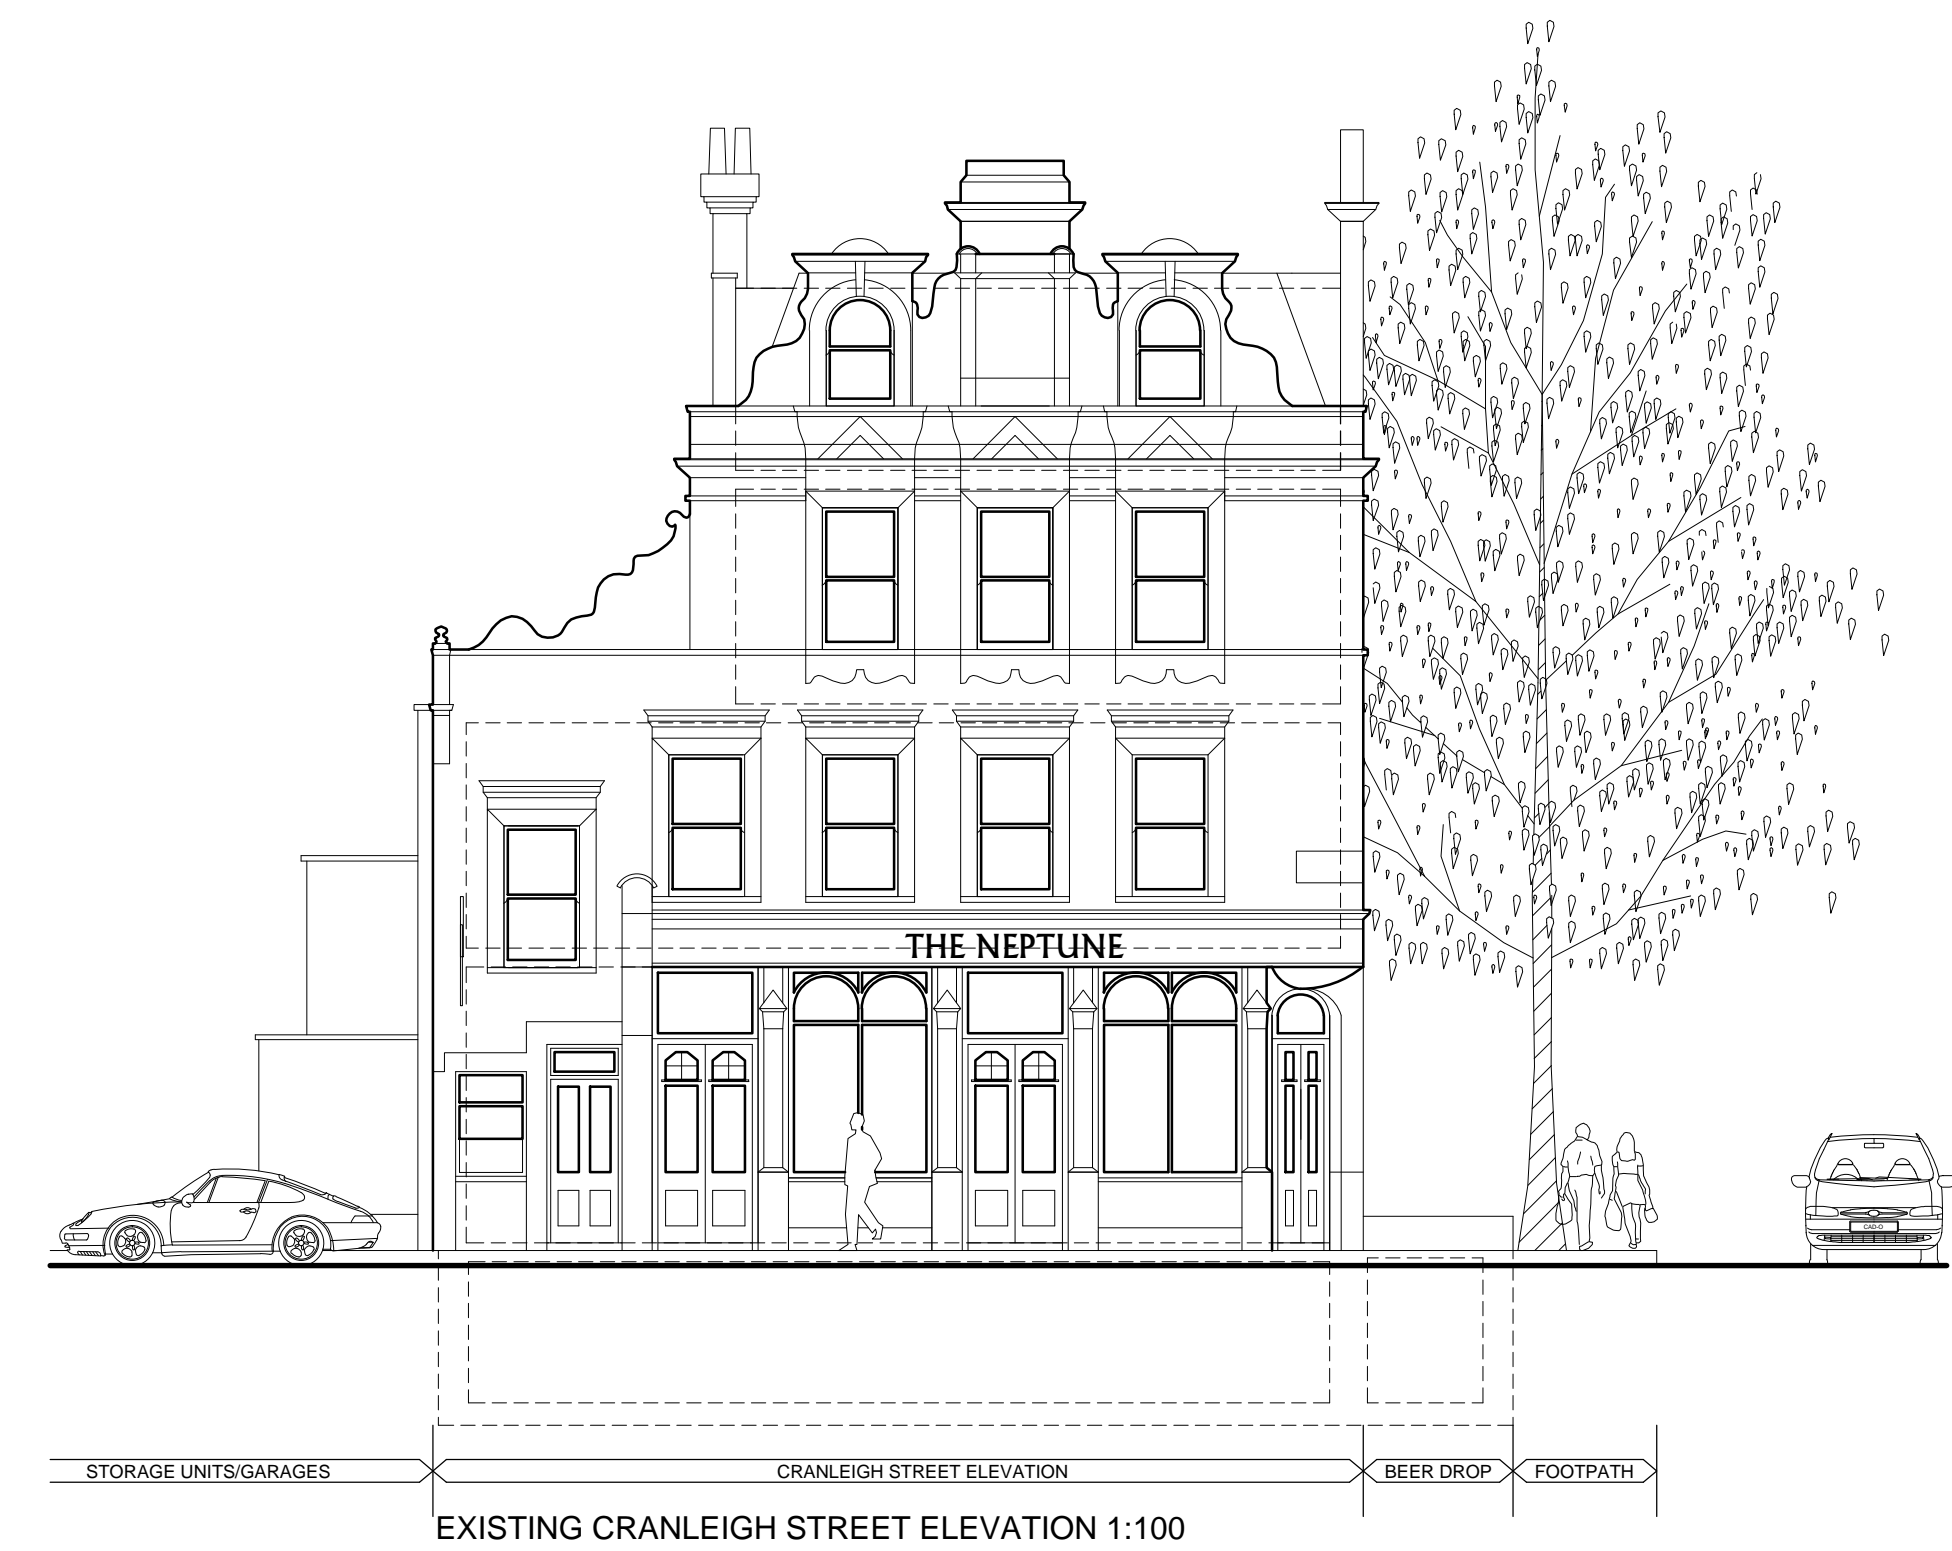 THE NEPTUNE
CAD-O
STORAGE UNITS/GARAGES
CRANLEIGH STREET ELEVATION
BEER DROP
FOOTPATH
EXISTING CRANLEIGH STREET ELEVATION 1:100